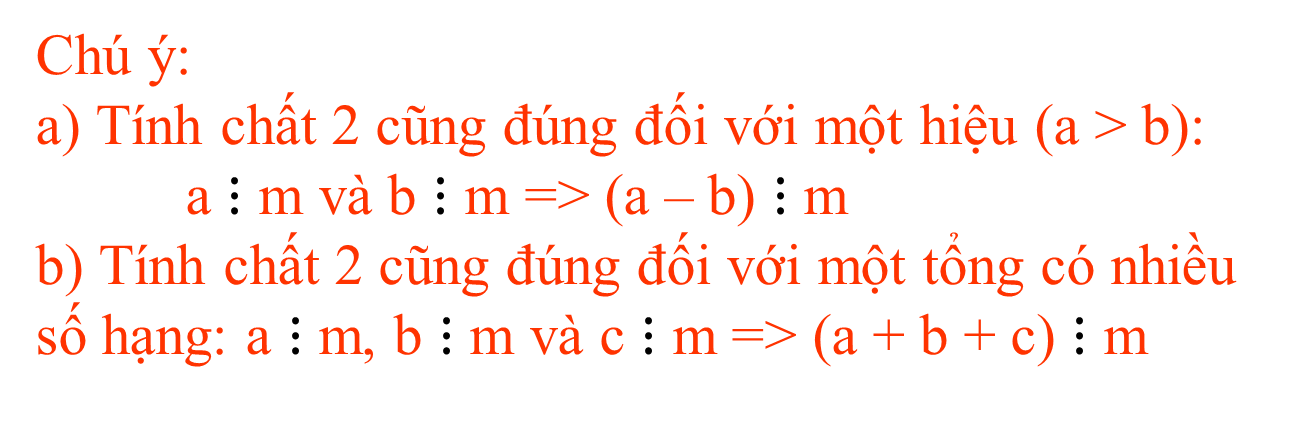 Chú ý:
a) Tính chất 2 cũng đúng đối với một hiệu (a > b):
a ⋮ m và b ⋮ m => (a – b) ⋮ m
b) Tính chất 2 cũng đúng đối với một tổng có nhiều
số hạng: a ⋮ m, b ⋮ m và c ⋮ m => (a + b + c) ⋮ m